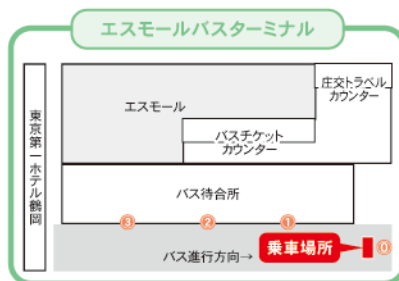 エスモールバスターミナル
庄交トラベル
カウンター
エスモール
バスチケット
カウンター
東京第一ホテル鶴岡
バス待合所
③
②
①
乗車場所
⓪
バス進行方向→